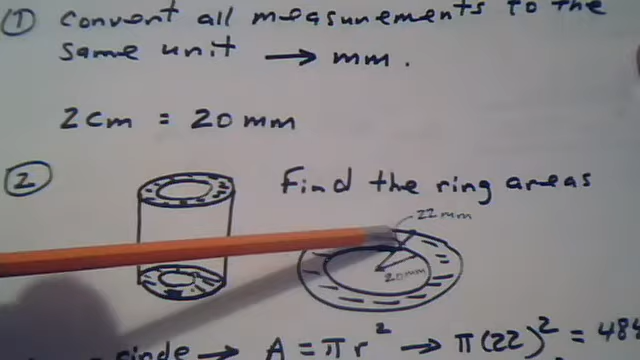 ① Convert all measurements to the
same unit → mm.
2cm = 20mm
② Find the ring areas
22mm
20mm
→ A = πr² → π(22)² = 484